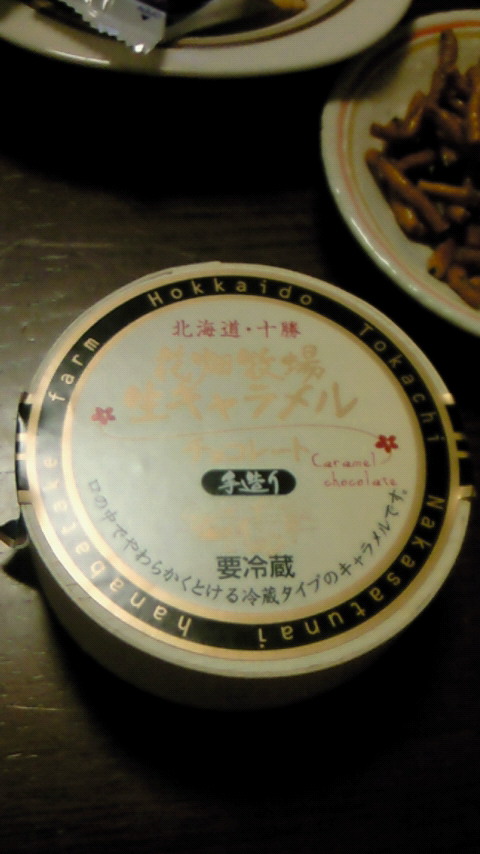 Hokkaido Tokachi Nakasatunai hanabatake farm
北海道・十勝
花畑牧場
生キャラメル
チョコレート
Caramel
chocolate
手造り
要冷蔵
口の中でやわらかくとける冷蔵タイプのキャラメルです。